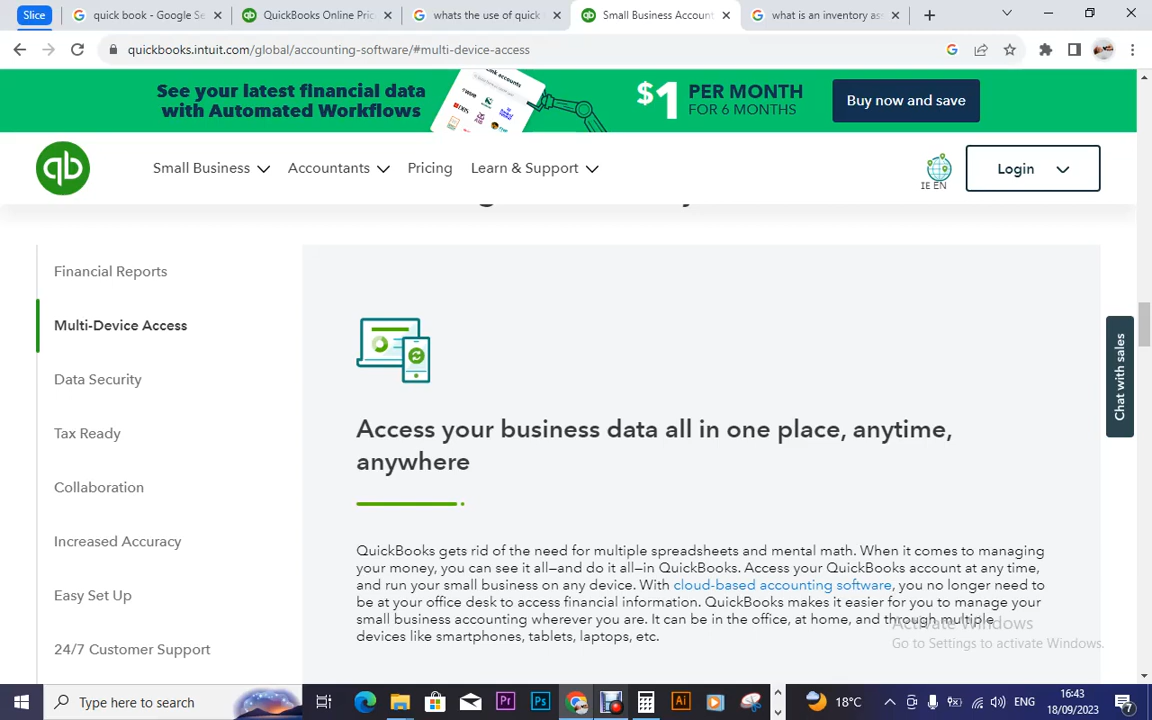 Slice
quick book - Google Se
QuickBooks Online Pric
whats the use of quick
Small Business Account
what is an inventory as
quickbooks.intuit.com/global/accounting-software/#multi-device-access
See your latest financial data
with Automated Workflows
$1 PER MONTH
FOR 6 MONTHS
Buy now and save
qb
Small Business
Accountants
Pricing
Learn & Support
IE EN
Login
Financial Reports
Multi-Device Access
Data Security
Tax Ready
Collaboration
Increased Accuracy
Easy Set Up
24/7 Customer Support
Access your business data all in one place, anytime,
anywhere
QuickBooks gets rid of the need for multiple spreadsheets and mental math. When it comes to managing
your money, you can see it all—and do it all—in QuickBooks. Access your QuickBooks account at any time,
and run your small business on any device. With cloud-based accounting software, you no longer need to
be at your office desk to access financial information. QuickBooks makes it easier for you to manage your
small business accounting wherever you are. It can be in the office, at home, and through multiple
devices like smartphones, tablets, laptops, etc.
Chat with sales
Activate Windows
Go to Settings to activate Windows.
Type here to search
Pr
Ps
Ai
18°C
ENG
16:43
18/09/2023
7